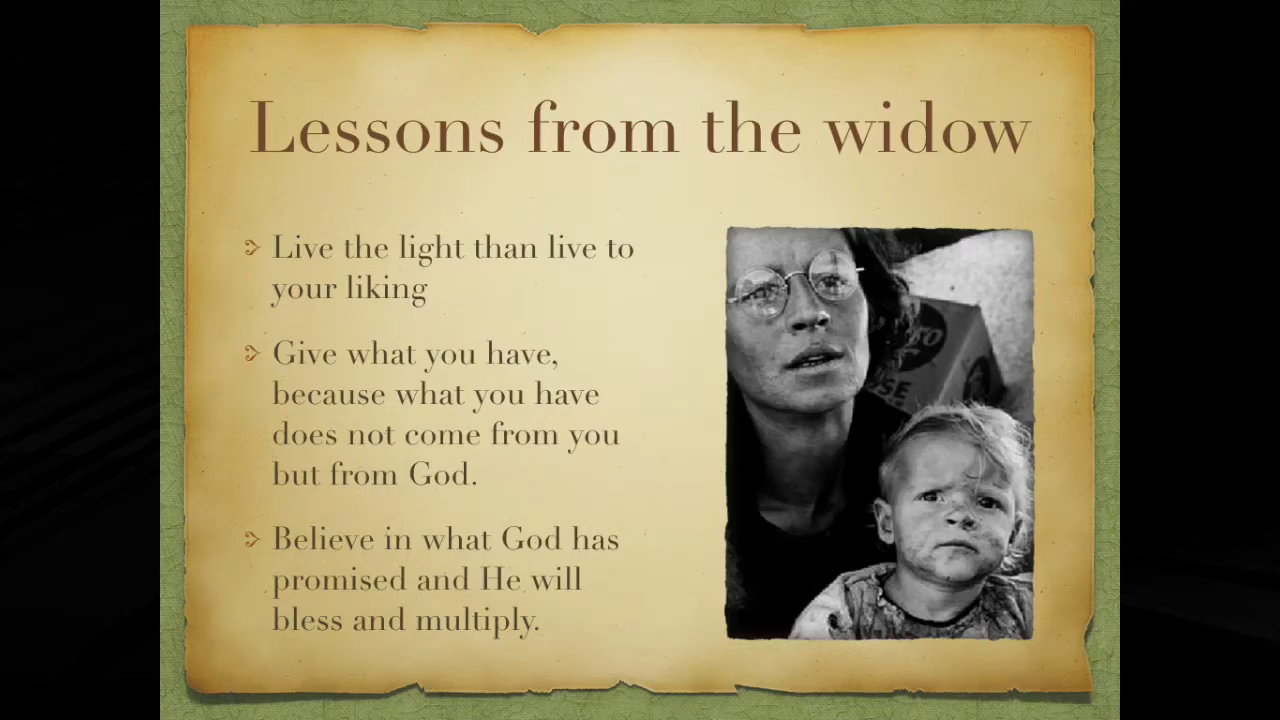 Lessons from the widow
Live the light than live to
your liking
Give what you have,
because what you have
does not come from you
but from God.
Believe in what God has
promised and He will
bless and multiply.